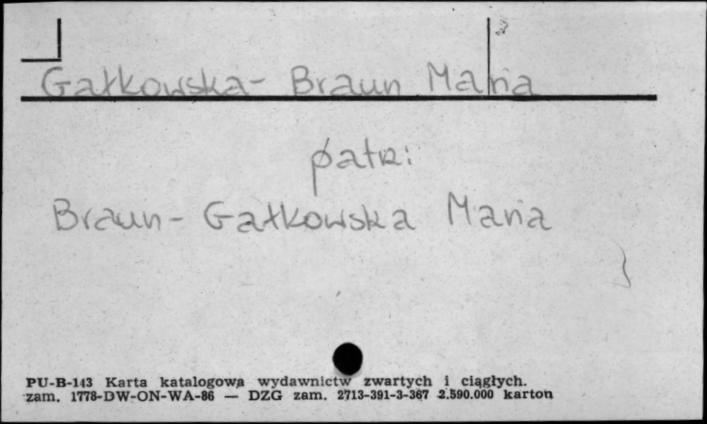 Gałkowska- Braun Maria
patrz:
Braun- Gałkowska Maria
PU-B-143 Karta katalogowa wydawnictw zwartych i ciągłych.
zam. 1778-DW-ON-WA-86 — DZG zam. 2713-391-3-367 2.590.000 karton